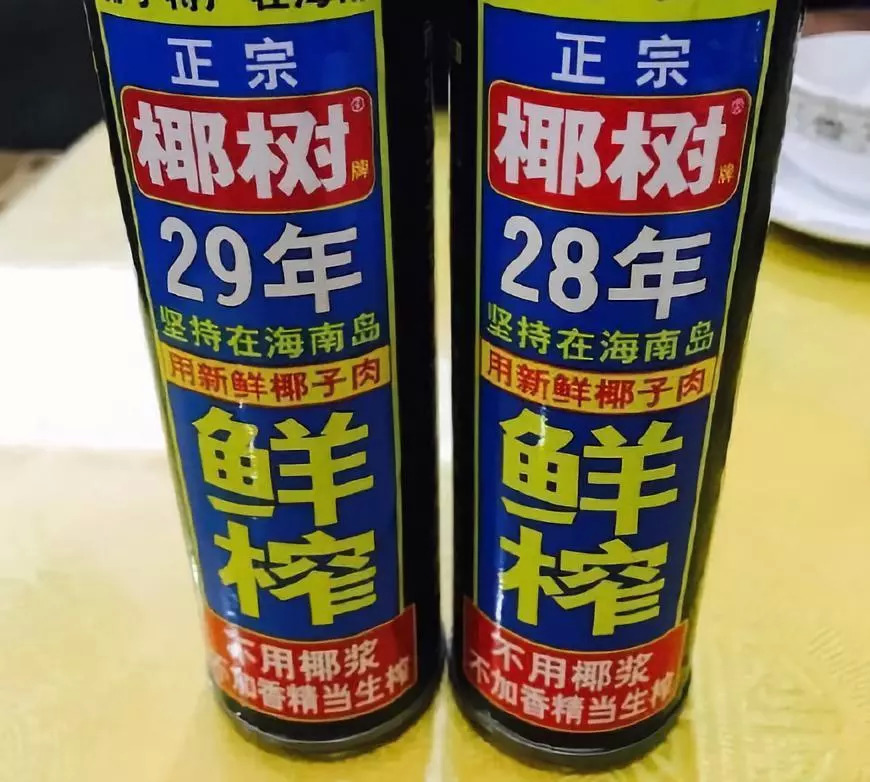 正宗
椰树牌
29年
坚持在海南岛
用新鲜椰子肉
鲜
榨
不用椰浆
不加香精当生榨
正宗
椰树牌
28年
坚持在海南岛
用新鲜椰子肉
鲜
榨
不用椰浆
不加香精当生榨